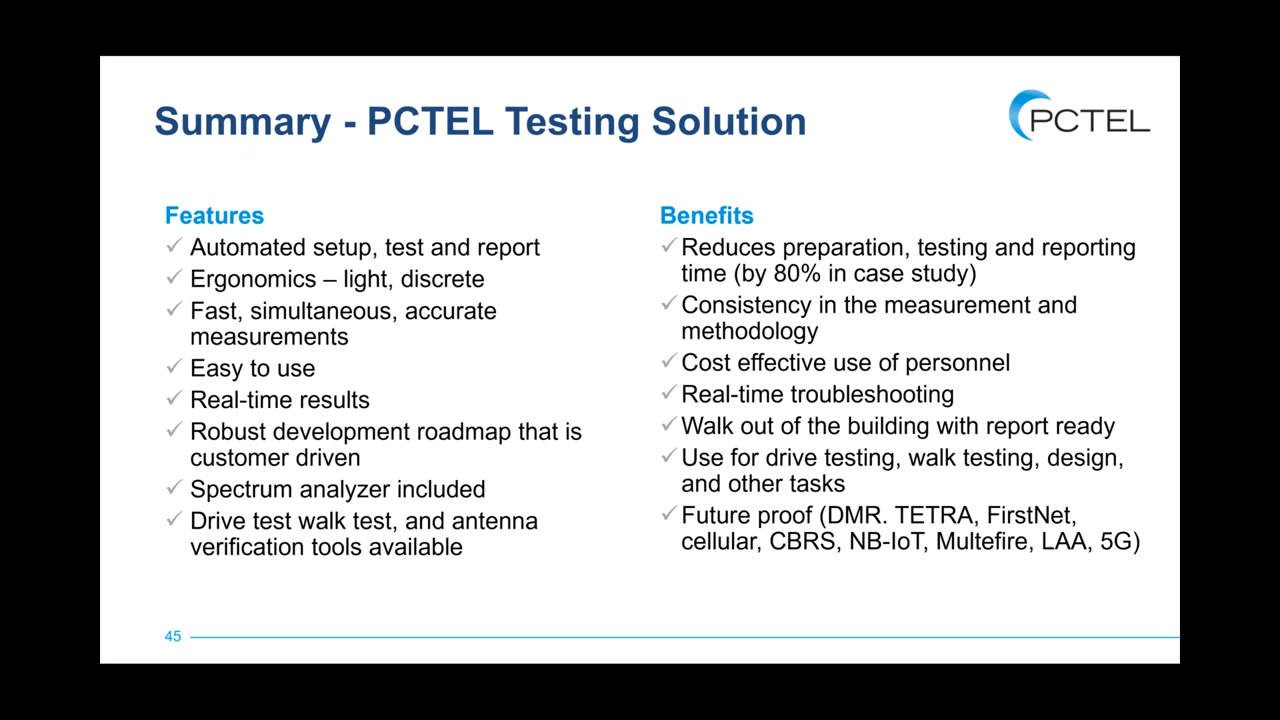 Summary - PCTEL Testing Solution
PCTEL
Features
✓ Automated setup, test and report
✓ Ergonomics – light, discrete
✓ Fast, simultaneous, accurate
measurements
✓ Easy to use
✓ Real-time results
✓ Robust development roadmap that is
customer driven
✓ Spectrum analyzer included
✓ Drive test walk test, and antenna
verification tools available
Benefits
✓ Reduces preparation, testing and reporting
time (by 80% in case study)
✓ Consistency in the measurement and
methodology
✓ Cost effective use of personnel
✓ Real-time troubleshooting
✓ Walk out of the building with report ready
✓ Use for drive testing, walk testing, design,
and other tasks
✓ Future proof (DMR. TETRA, FirstNet,
cellular, CBRS, NB-IoT, Multefire, LAA, 5G)
45